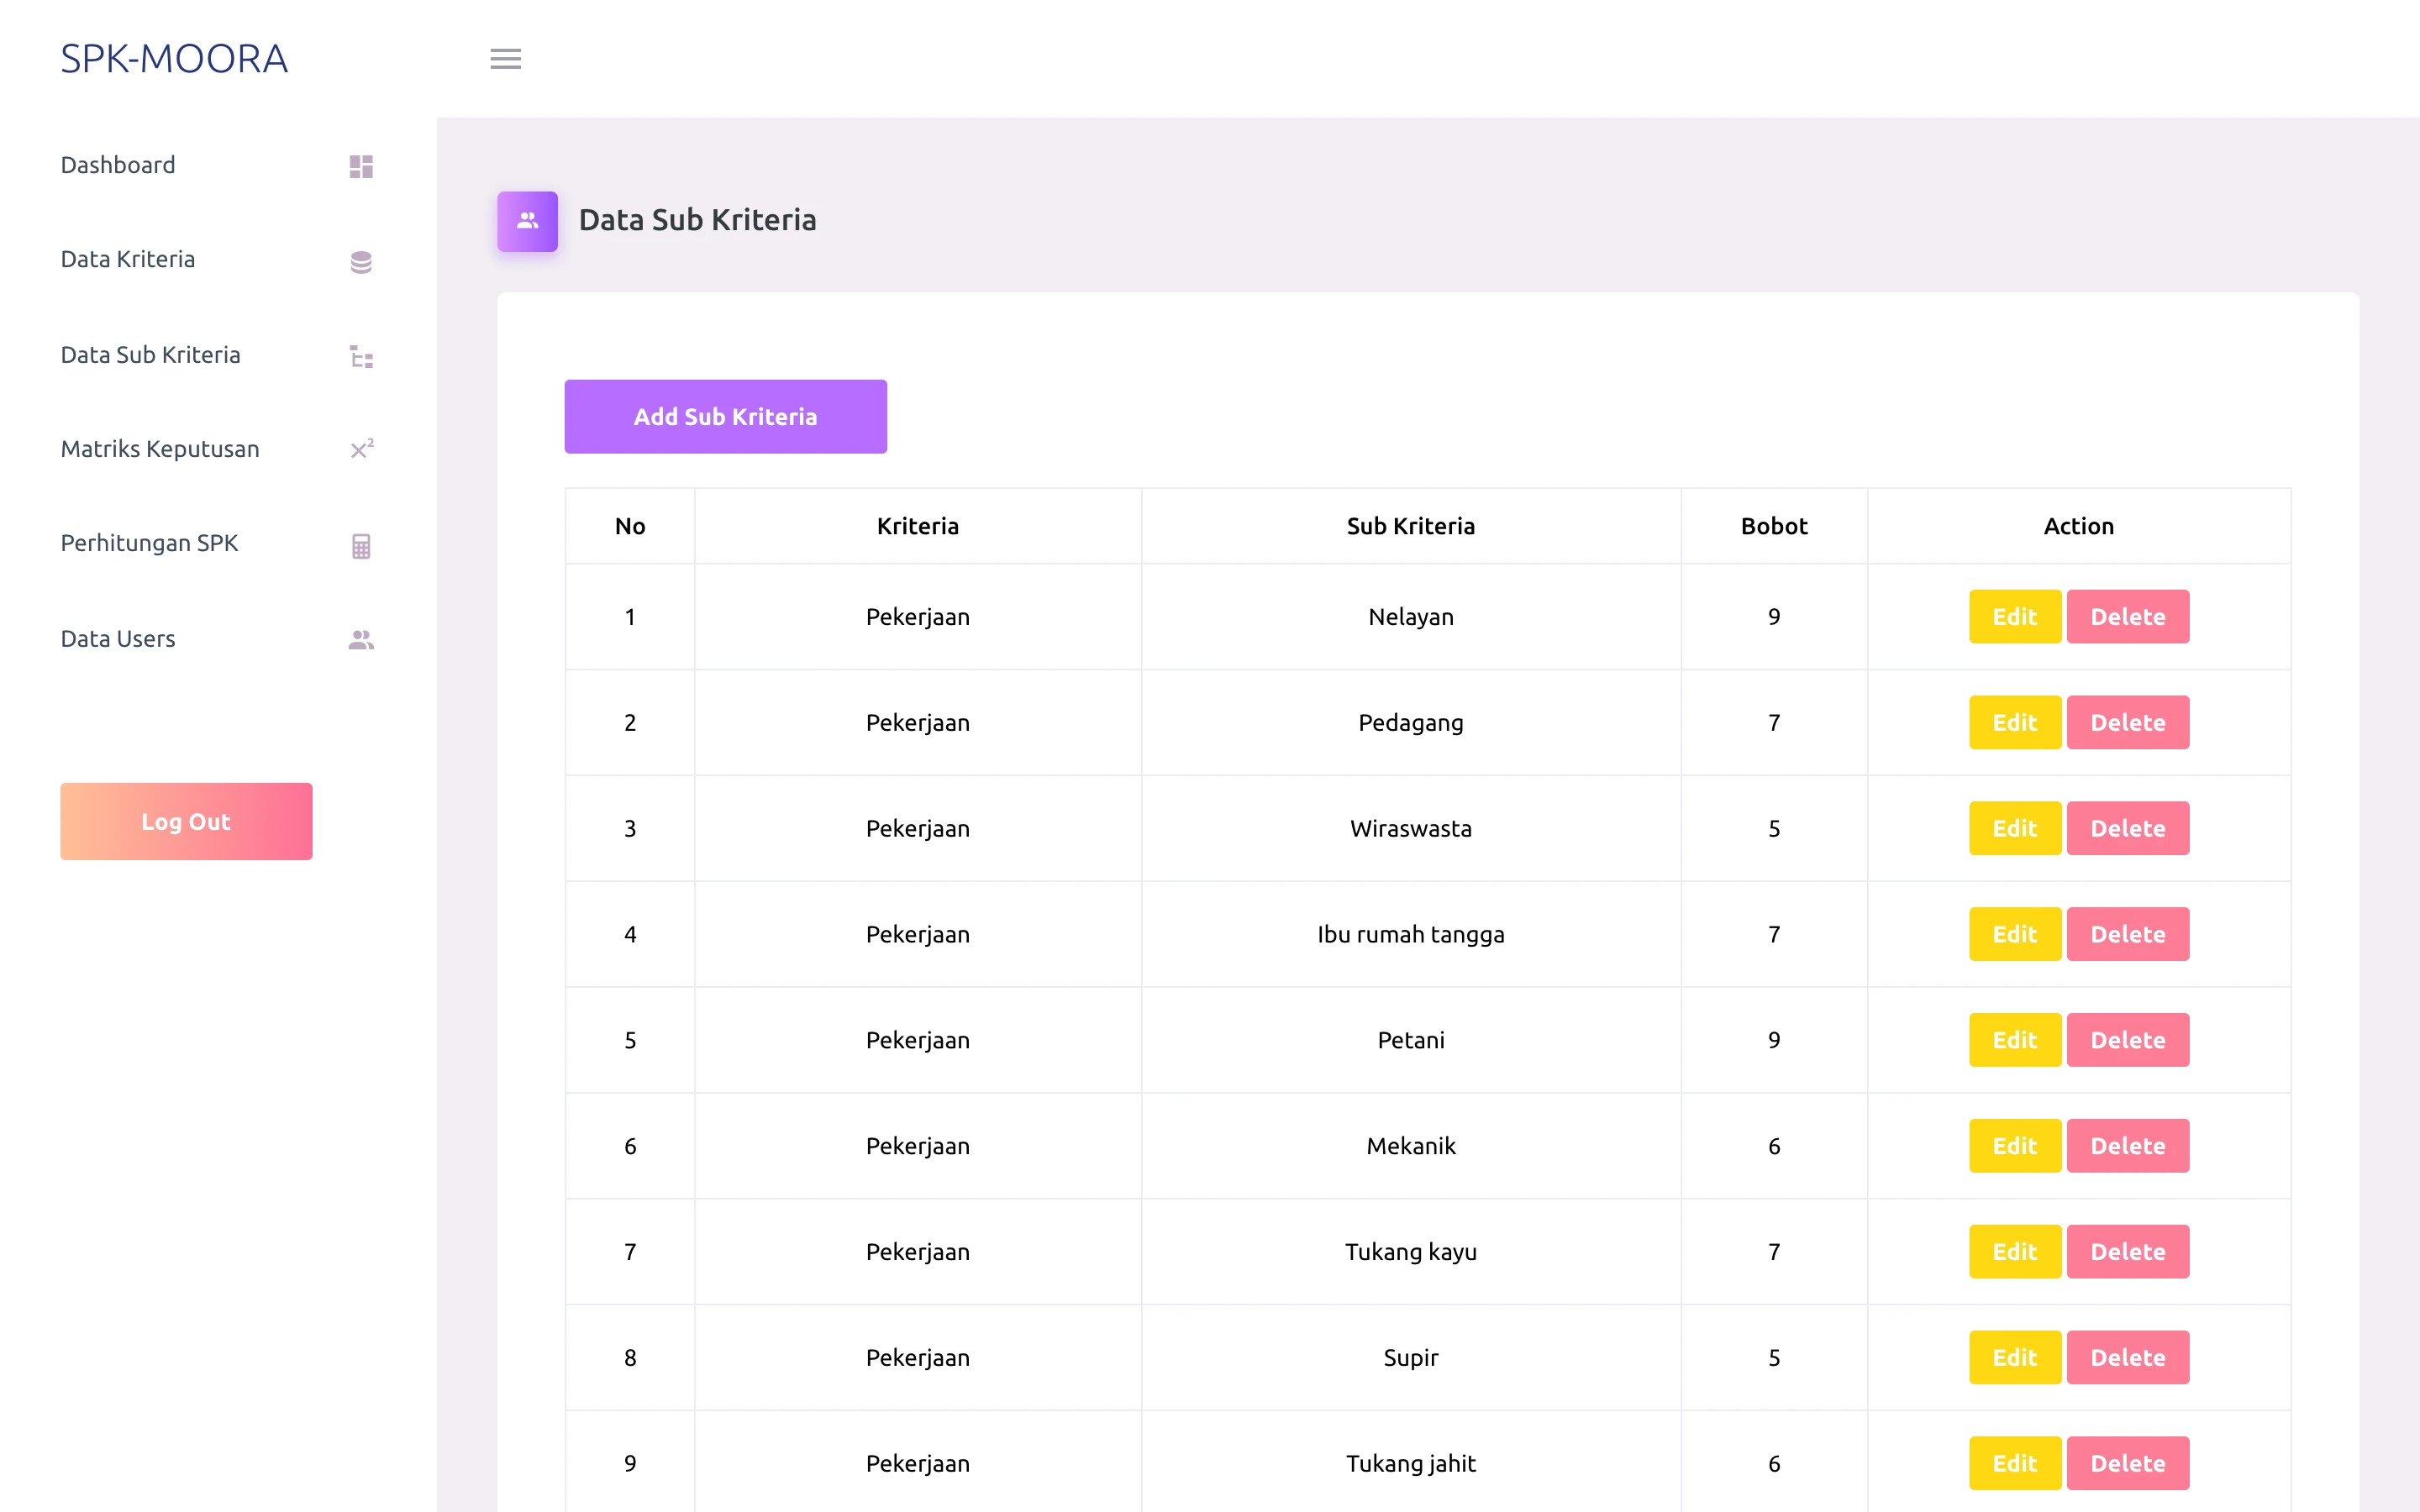 SPK-MOORA
Dashboard
Data Kriteria
Data Sub Kriteria
Matriks Keputusan
Perhitungan SPK
Data Users
Log Out
Data Sub Kriteria
Add Sub Kriteria
No Kriteria Sub Kriteria Bobot Action
1 Pekerjaan Nelayan 9 Edit Delete
2 Pekerjaan Pedagang 7 Edit Delete
3 Pekerjaan Wiraswasta 5 Edit Delete
4 Pekerjaan Ibu rumah tangga 7 Edit Delete
5 Pekerjaan Petani 9 Edit Delete
6 Pekerjaan Mekanik 6 Edit Delete
7 Pekerjaan Tukang kayu 7 Edit Delete
8 Pekerjaan Supir 5 Edit Delete
9 Pekerjaan Tukang jahit 6 Edit Delete